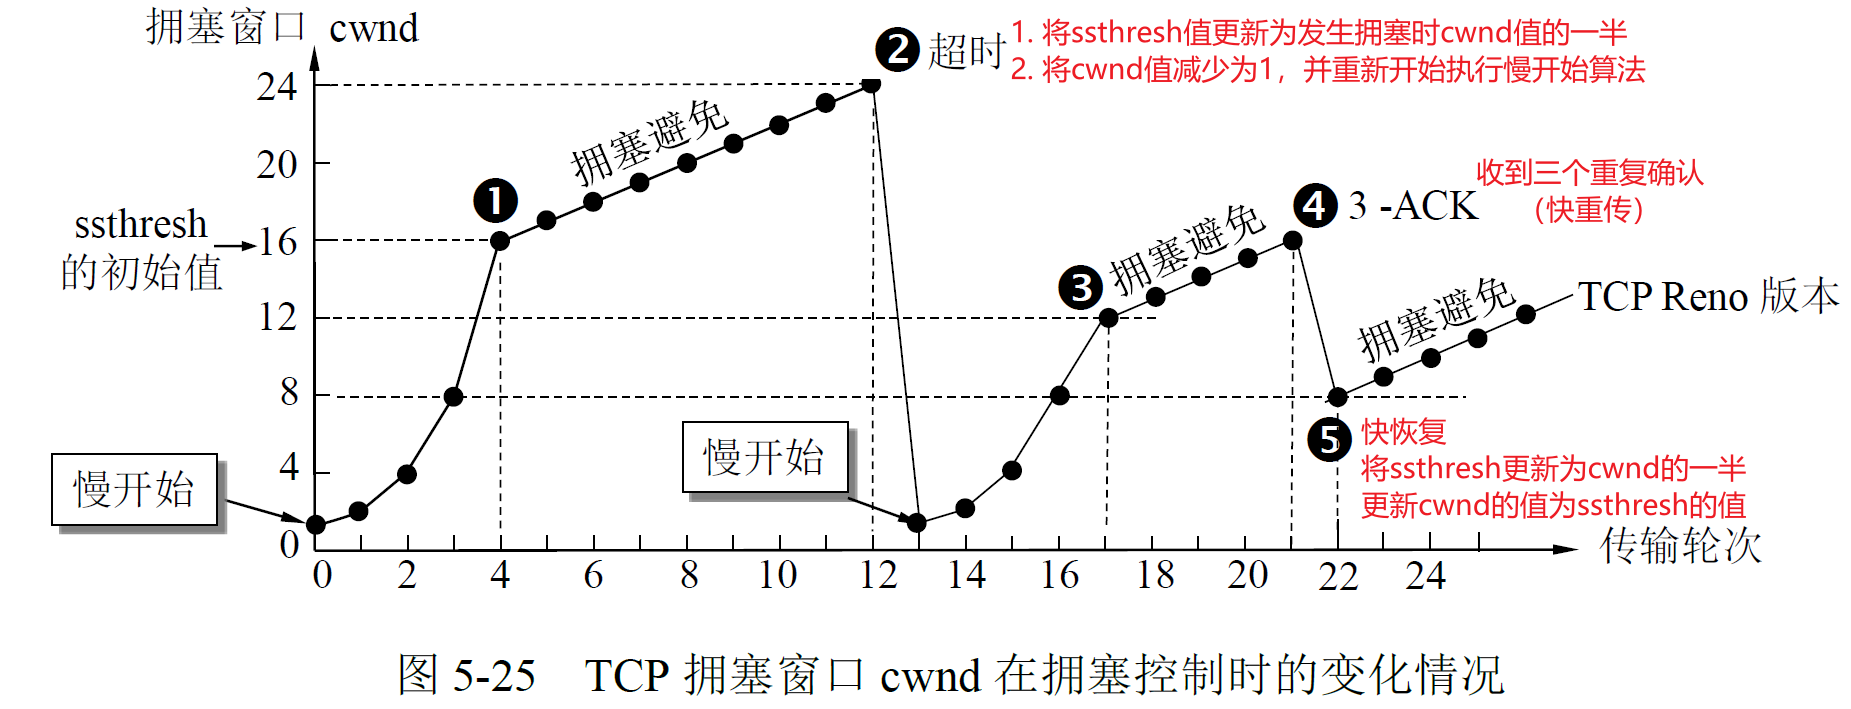 拥塞窗口 cwnd
❷ 超时
1. 将ssthresh值更新为发生拥塞时cwnd值的一半
2. 将cwnd值减少为1，并重新开始执行慢开始算法
24
拥塞避免
20
❶
ssthresh
的初始值
16
❹ 3 -ACK
收到三个重复确认
（快重传）
拥塞避免
❸
12
拥塞避免
TCP Reno 版本
8
❺
快恢复
将ssthresh更新为cwnd的一半
更新cwnd的值为ssthresh的值
4
慢开始
慢开始
0
0 2 4 6 8 10 12 14 16 18 20 22 24
传输轮次
图 5-25 TCP 拥塞窗口 cwnd 在拥塞控制时的变化情况